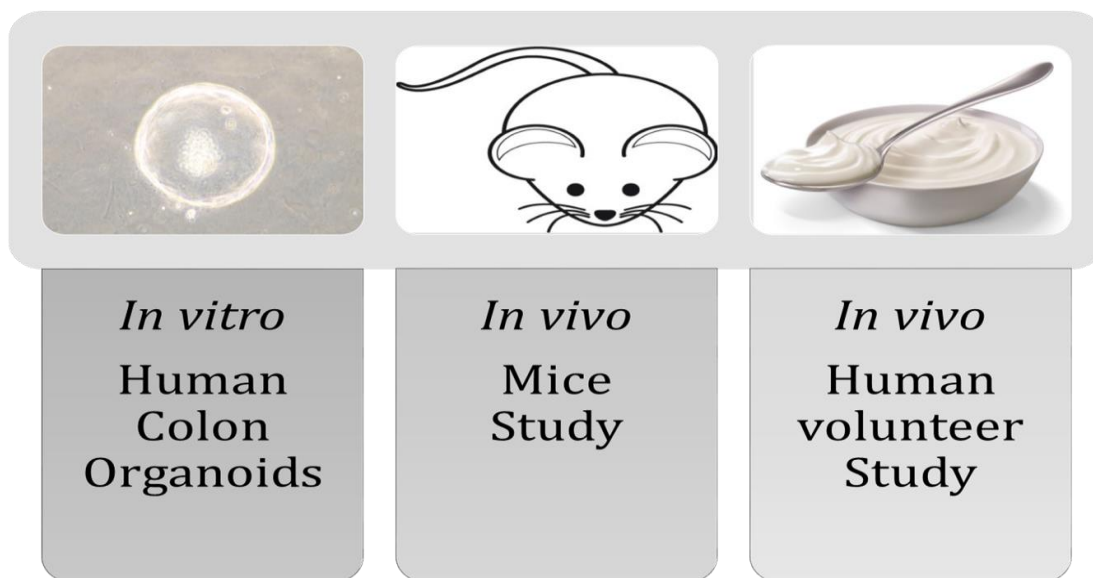 In vitro
Human
Colon
Organoids
In vivo
Mice
Study
In vivo
Human
volunteer
Study